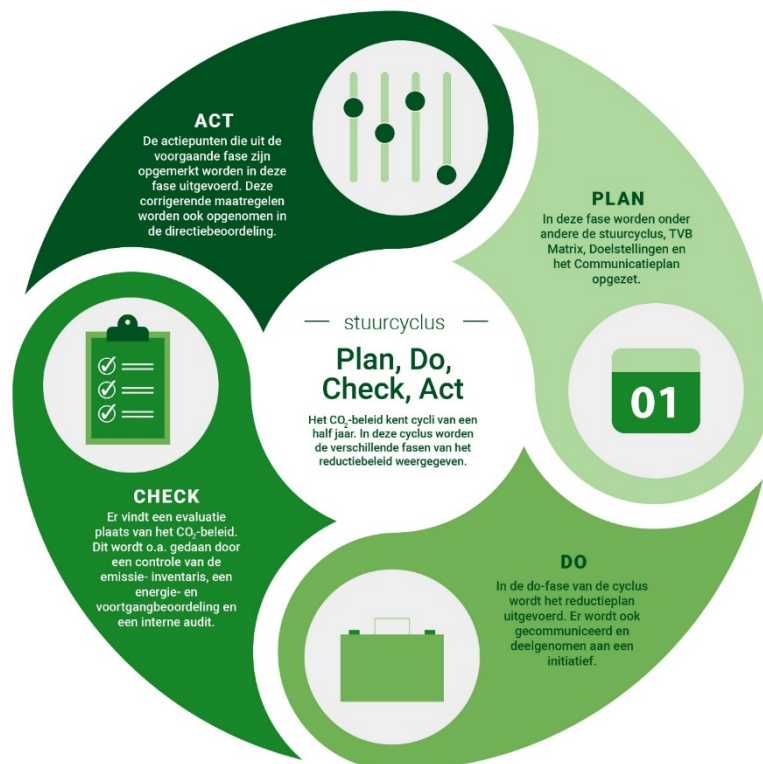 stuurcyclus
Plan, Do,
Check, Act
Het CO₂-beleid kent cycli van een
half jaar. In deze cyclus worden
de verschillende fasen van het
reductiebeleid weergegeven.
PLAN
In deze fase worden onder
andere de stuurcyclus, TVB
Matrix, Doelstellingen en
het Communicatieplan
opgezet.
01
DO
In de do-fase van de cyclus
wordt het reductieplan
uitgevoerd. Er wordt ook
gecommuniceerd en
deelgenomen aan een
initiatief.
CHECK
Er vindt een evaluatie
plaats van het CO₂-beleid.
Dit wordt o.a. gedaan door
een controle van de
emissie- inventaris, een
energie- en
voortgangbeoordeling en
een interne audit.
ACT
De actiepunten die uit de
voorgaande fase zijn
opgemerkt worden in deze
fase uitgevoerd. Deze
corrigerende maatregelen
worden ook opgenomen in
de directiebeoordeling.